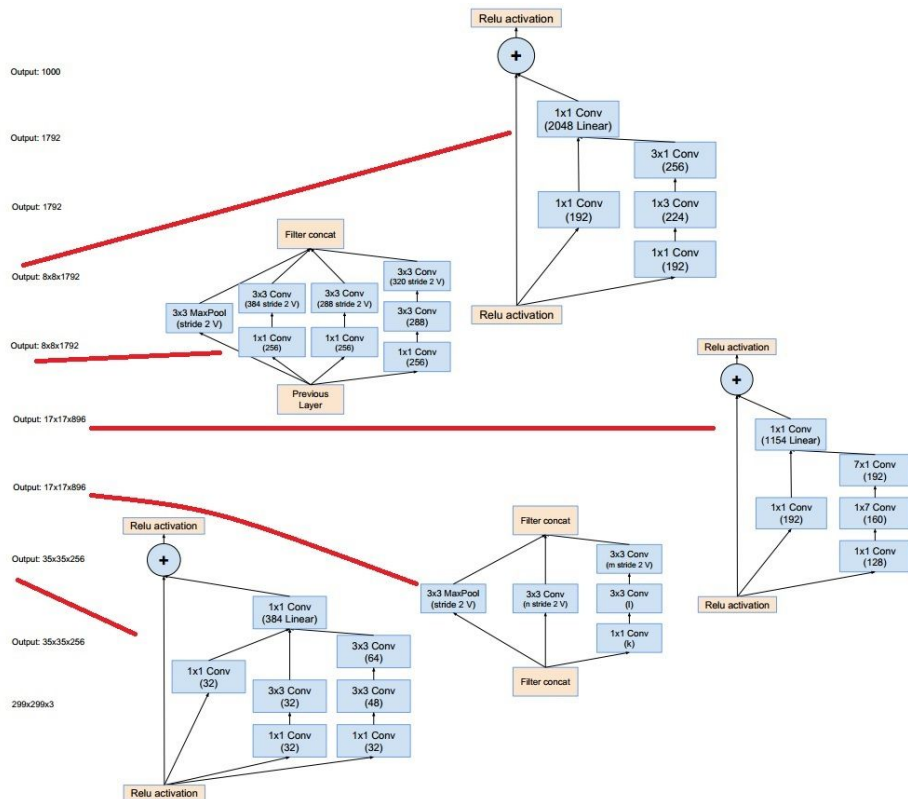 Relu activation
+
Output: 1000
1x1 Conv
(2048 Linear)
Output: 1792
3x1 Conv
(256)
1x1 Conv
(192)
1x3 Conv
(224)
Output: 1792
Filter concat
1x1 Conv
(192)
Output: 8x8x1792
3x3 Conv
(320 stride 2 V)
3x3 MaxPool
(stride 2 V)
3x3 Conv
(384 stride 2 V)
3x3 Conv
(288 stride 2 V)
3x3 Conv
(288)
Relu activation
Output: 8x8x1792
1x1 Conv
(256)
1x1 Conv
(256)
1x1 Conv
(256)
Previous
Layer
Relu activation
+
Output: 17x17x896
1x1 Conv
(1154 Linear)
7x1 Conv
(192)
Output: 17x17x896
1x1 Conv
(192)
1x7 Conv
(160)
1x1 Conv
(128)
Relu activation
Relu activation
+
Output: 35x35x256
Filter concat
3x3 Conv
(m stride 2 V)
3x3 MaxPool
(stride 2 V)
3x3 Conv
(n stride 2 V)
3x3 Conv
(l)
1x1 Conv
(k)
Filter concat
1x1 Conv
(384 Linear)
Output: 35x35x256
3x3 Conv
(64)
1x1 Conv
(32)
3x3 Conv
(32)
3x3 Conv
(48)
299x299x3
1x1 Conv
(32)
1x1 Conv
(32)
Relu activation